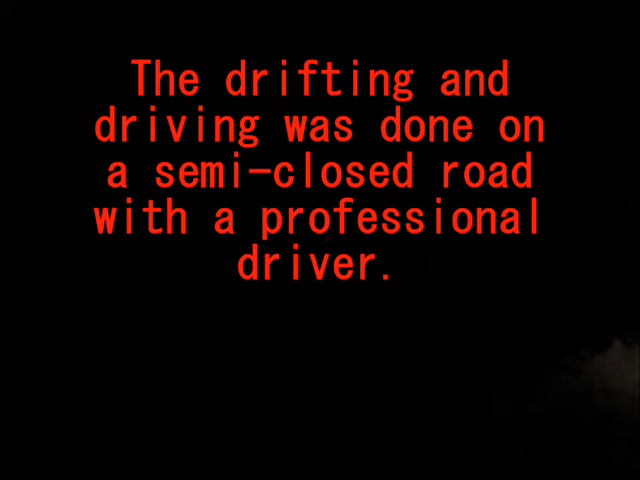 The drifting and
driving was done on
a semi-closed road
with a professional
driver.